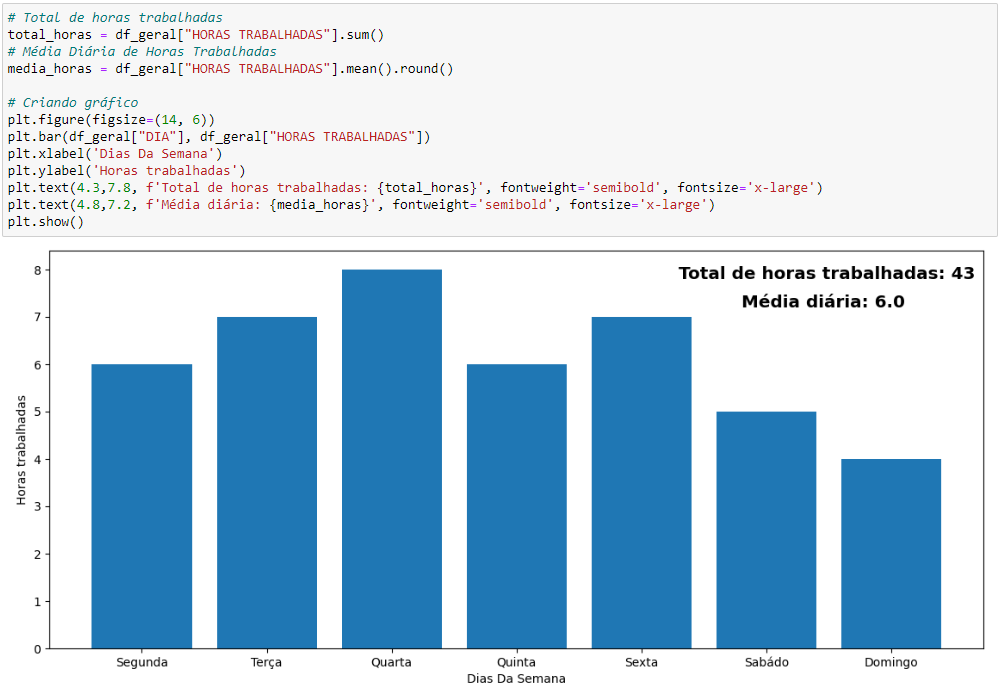 # Total de horas trabalhadas
total_horas = df_geral["HORAS TRABALHADAS"].sum()
# Média Diária de Horas Trabalhadas
media_horas = df_geral["HORAS TRABALHADAS"].mean().round()
# Criando gráfico
plt.figure(figsize=(14, 6))
plt.bar(df_geral["DIA"], df_geral["HORAS TRABALHADAS"])
plt.xlabel('Dias Da Semana')
plt.ylabel('Horas trabalhadas')
plt.text(4.3,7.8, f'Total de horas trabalhadas: {total_horas}', fontweight='semibold', fontsize='x-large')
plt.text(4.8,7.2, f'Média diária: {media_horas}', fontweight='semibold', fontsize='x-large')
plt.show()
Total de horas trabalhadas: 43
Média diária: 6.0
Horas trabalhadas
8
7
6
5
4
3
2
1
0
Segunda Terça Quarta Quinta Sexta Sabádo Domingo
Dias Da Semana